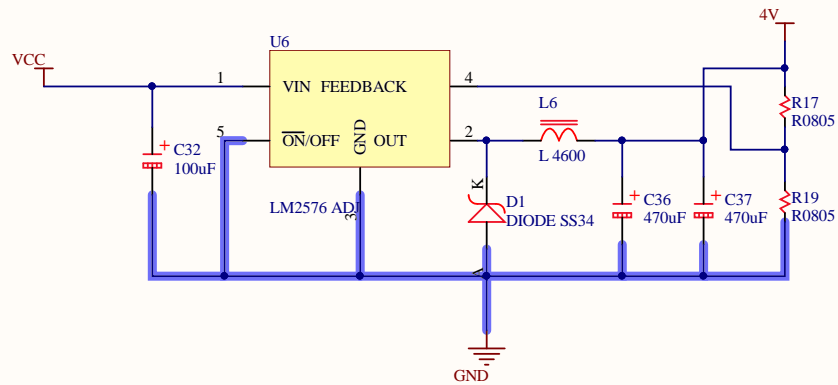 4V
U6
VCC
1
VIN FEEDBACK
4
R17
R0805
L6
5
ON/OFF
GND
OUT
2
L 4600
C32
100uF
K
D1
DIODE SS34
C36
470uF
C37
470uF
R19
R0805
LM2576 ADJ
3
A
GND